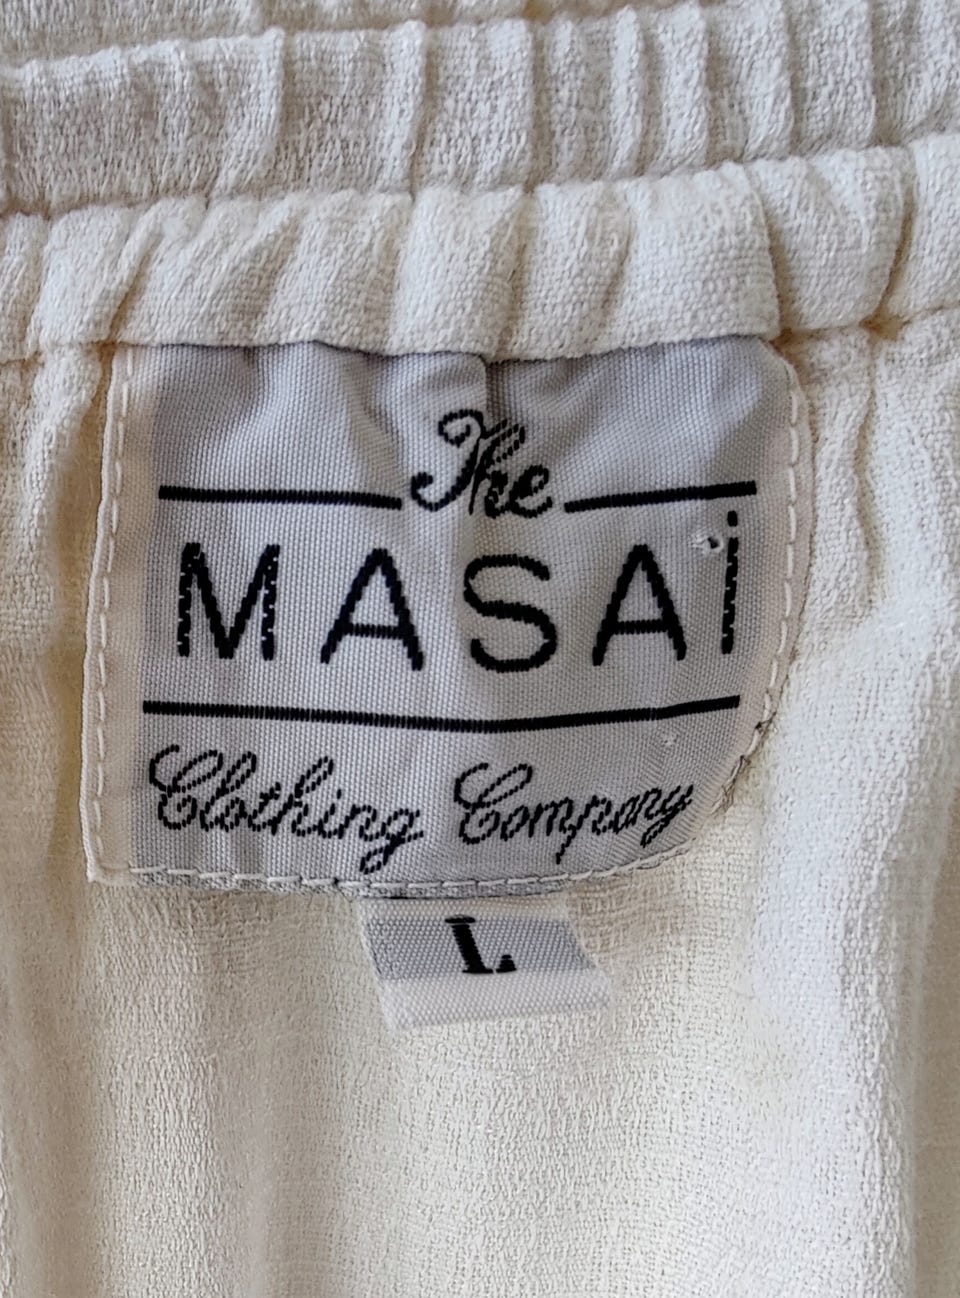 The
MASAi
Clothing Company
L